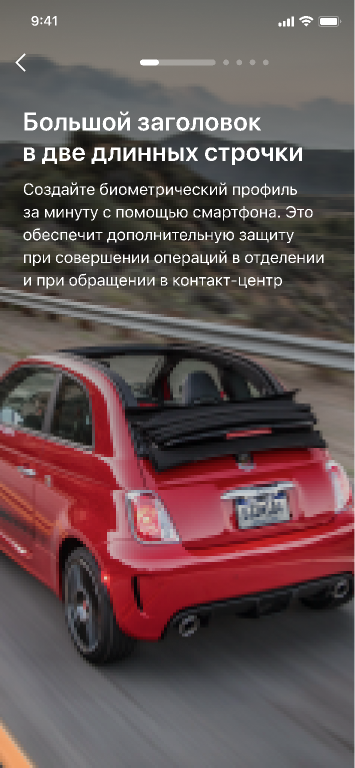 9:41
Большой заголовок
в две длинных строчки
Создайте биометрический профиль
за минуту с помощью смартфона. Это
обеспечит дополнительную защиту
при совершении операций в отделении
и при обращении в контакт-центр